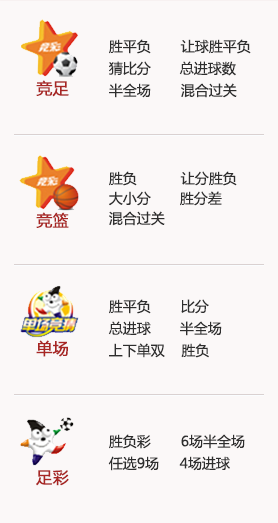 竞彩
胜平负 让球胜平负
猜比分 总进球数
竞足 半全场 混合过关
竞彩
胜负 让分胜负
大小分 胜分差
竞篮 混合过关
胜平负 比分
单场竞猜
总进球 半全场
单场 上下单双 胜负
胜负彩 6场半全场
任选9场 4场进球
足彩